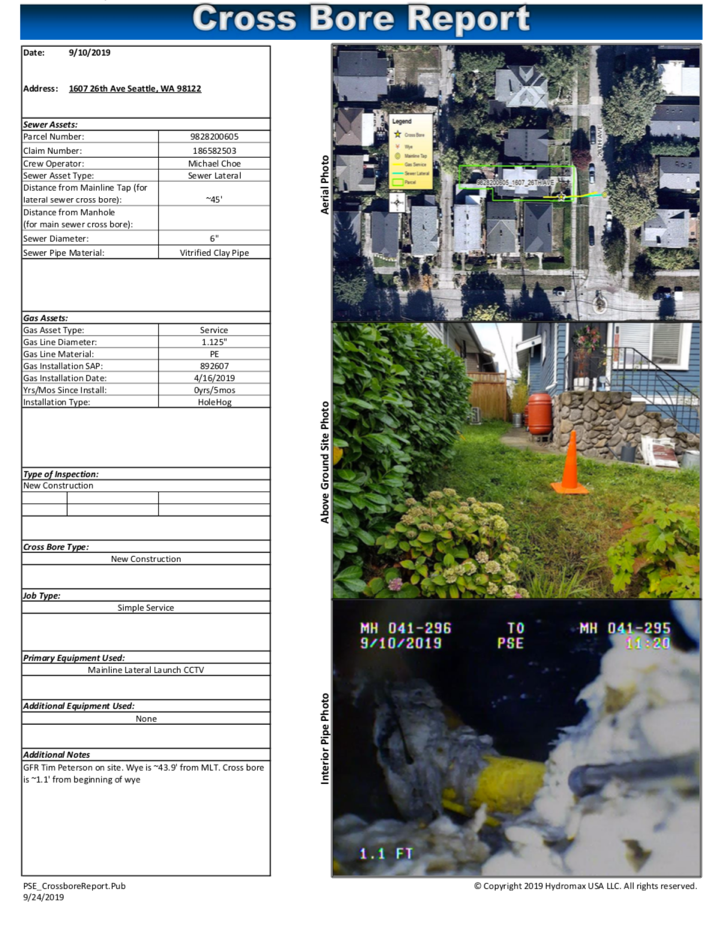 Cross Bore Report
Date: 9/10/2019
Address: 1607 26th Ave Seattle, WA 98122
Sewer Assets:
Parcel Number: 9828200605
Claim Number: 186582503
Crew Operator: Michael Choe
Sewer Asset Type: Sewer Lateral
Distance from Mainline Tap (for
lateral sewer cross bore): ~45'
Distance from Manhole
(for main sewer cross bore):
Sewer Diameter: 6"
Sewer Pipe Material: Vitrified Clay Pipe
Gas Assets:
Gas Asset Type: Service
Gas Line Diameter: 1.125"
Gas Line Material: PE
Gas Installation SAP: 892607
Gas Installation Date: 4/16/2019
Yrs/Mos Since Install: 0yrs/5mos
Installation Type: HoleHog
Type of Inspection:
New Construction
Cross Bore Type:
New Construction
Job Type:
Simple Service
Primary Equipment Used:
Mainline Lateral Launch CCTV
Additional Equipment Used:
None
Additional Notes
GFR Tim Peterson on site. Wye is ~43.9' from MLT. Cross bore
is ~1.1' from beginning of wye
Aerial Photo
Legend
Cross Bore
Wye
Mainline Tap
Gas Service
Sewer Lateral
Parcel
9828200605_1607_26TH AVE
Above Ground Site Photo
Interior Pipe Photo
MH 041-296 TO MH 041-295
9/10/2019 PSE 11:20
1.1 FT
PSE_CrossboreReport.Pub
9/24/2019
© Copyright 2019 Hydromax USA LLC. All rights reserved.